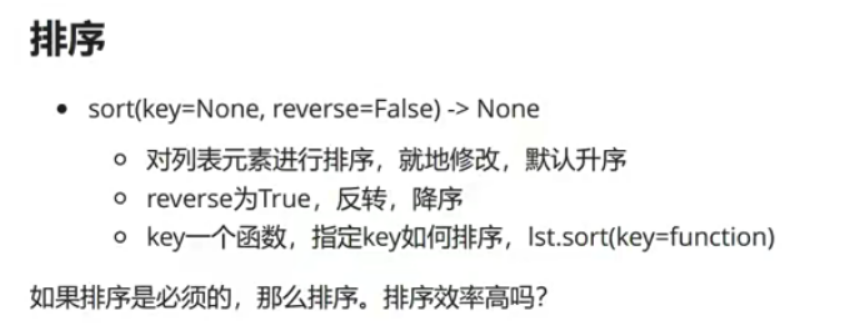 排序
sort(key=None, reverse=False) -> None
对列表元素进行排序，就地修改，默认升序
reverse为True，反转，降序
key一个函数，指定key如何排序，lst.sort(key=function)
如果排序是必须的，那么排序。排序效率高吗？